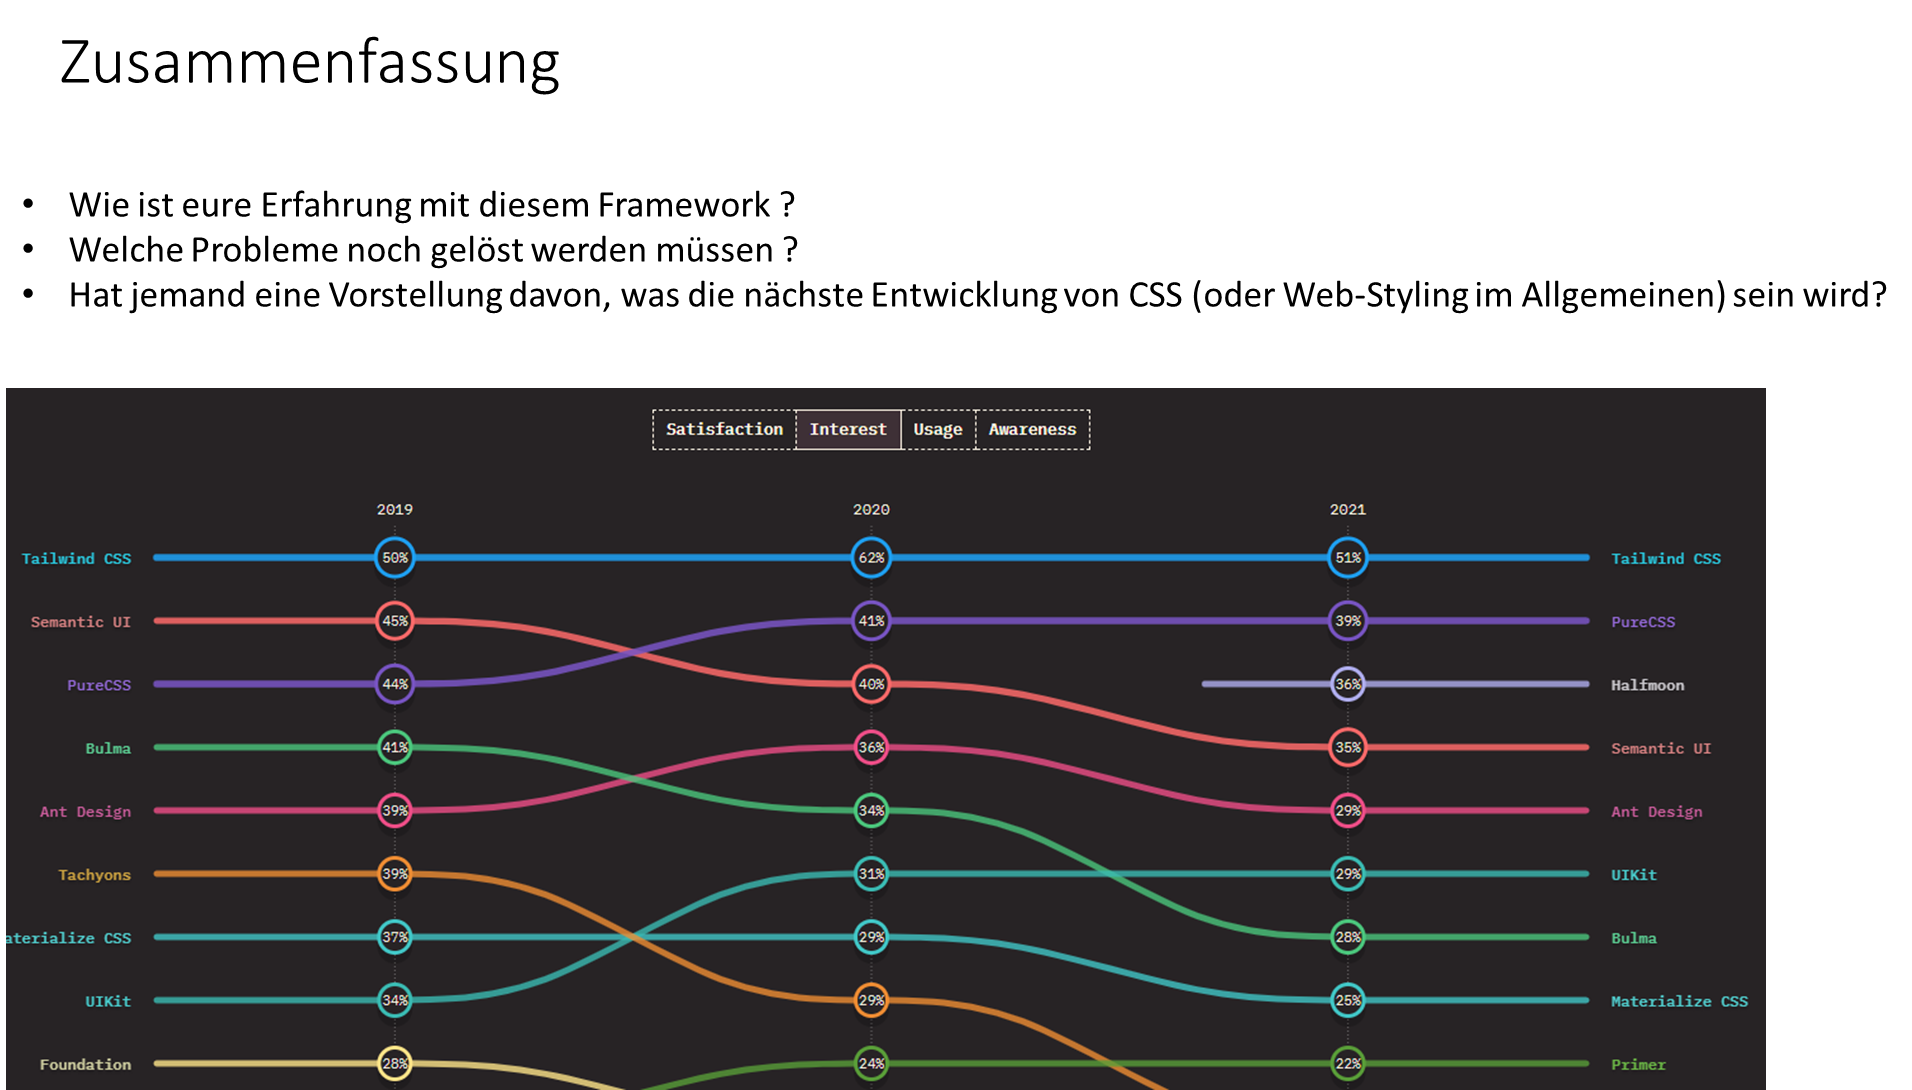 Zusammenfassung
• Wie ist eure Erfahrung mit diesem Framework ?
• Welche Probleme noch gelöst werden müssen ?
• Hat jemand eine Vorstellung davon, was die nächste Entwicklung von CSS (oder Web-Styling im Allgemeinen) sein wird?
Satisfaction Interest Usage Awareness
2019 2020 2021
Tailwind CSS 50% 62% 51% Tailwind CSS
Semantic UI 45% 41% 39% PureCSS
PureCSS 44% 40% 36% Halfmoon
Bulma 41% 36% 35% Semantic UI
Ant Design 39% 34% 29% Ant Design
Tachyons 39% 31% 29% UIKit
aterialize CSS 37% 29% 28% Bulma
UIKit 34% 29% 25% Materialize CSS
Foundation 28% 24% 22% Primer